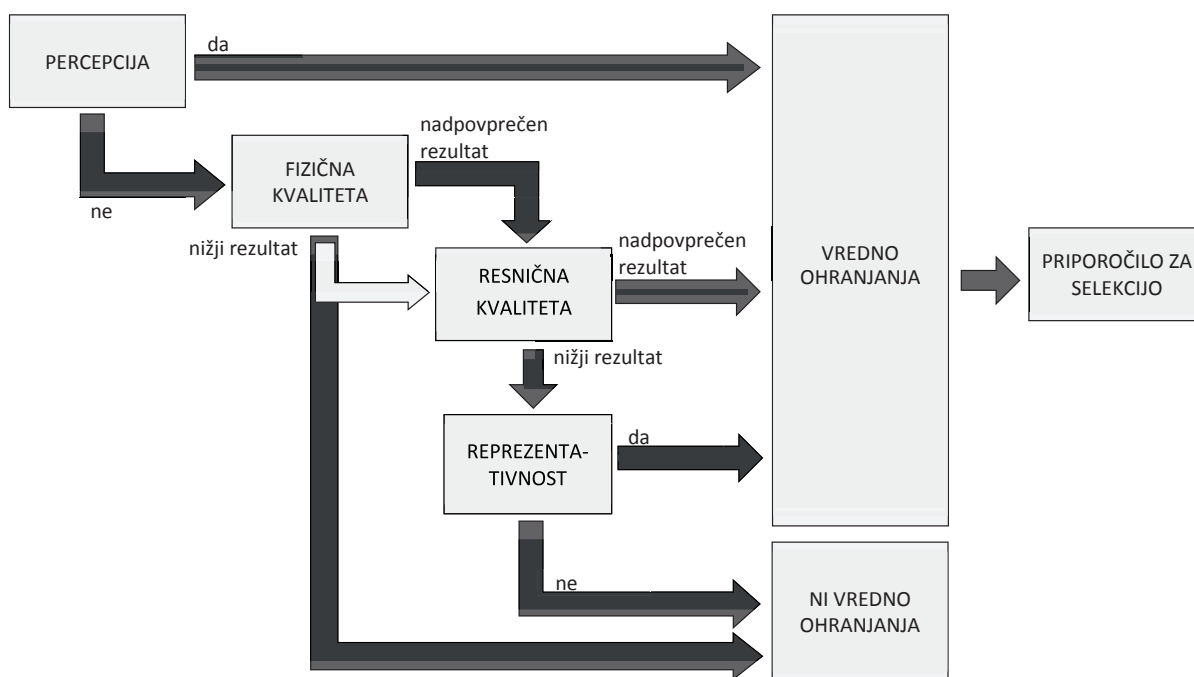 PERCEPCIJA
da
ne
FIZIČNA
KVALITETA
nadpovprečen
rezultat
nižji rezultat
RESNIČNA
KVALITETA
nadpovprečen
rezultat
nižji rezultat
REPREZENTA-
TIVNOST
da
ne
VREDNO
OHRANJANJA
NI VREDNO
OHRANJANJA
PRIPOROČILO ZA
SELEKCIJO